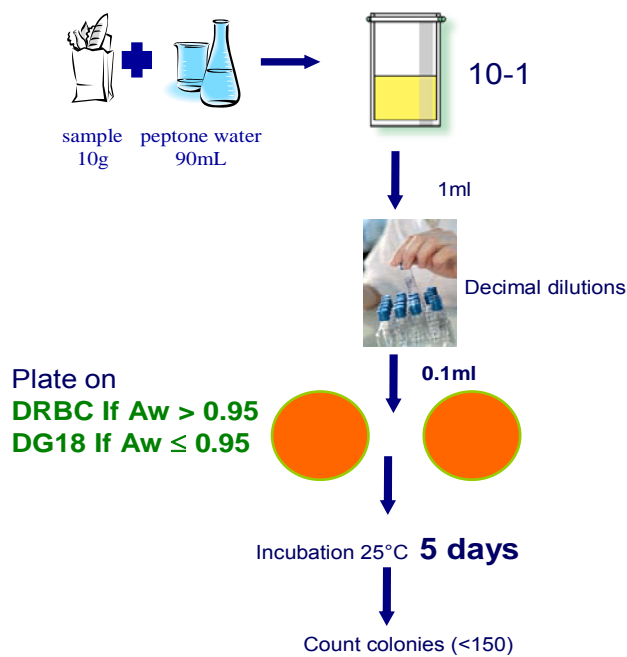 10-1
sample peptone water
10g 90mL
1ml
Decimal dilutions
0.1ml
Plate on
DRBC If Aw > 0.95
DG18 If Aw ≤ 0.95
Incubation 25°C 5 days
Count colonies (<150)